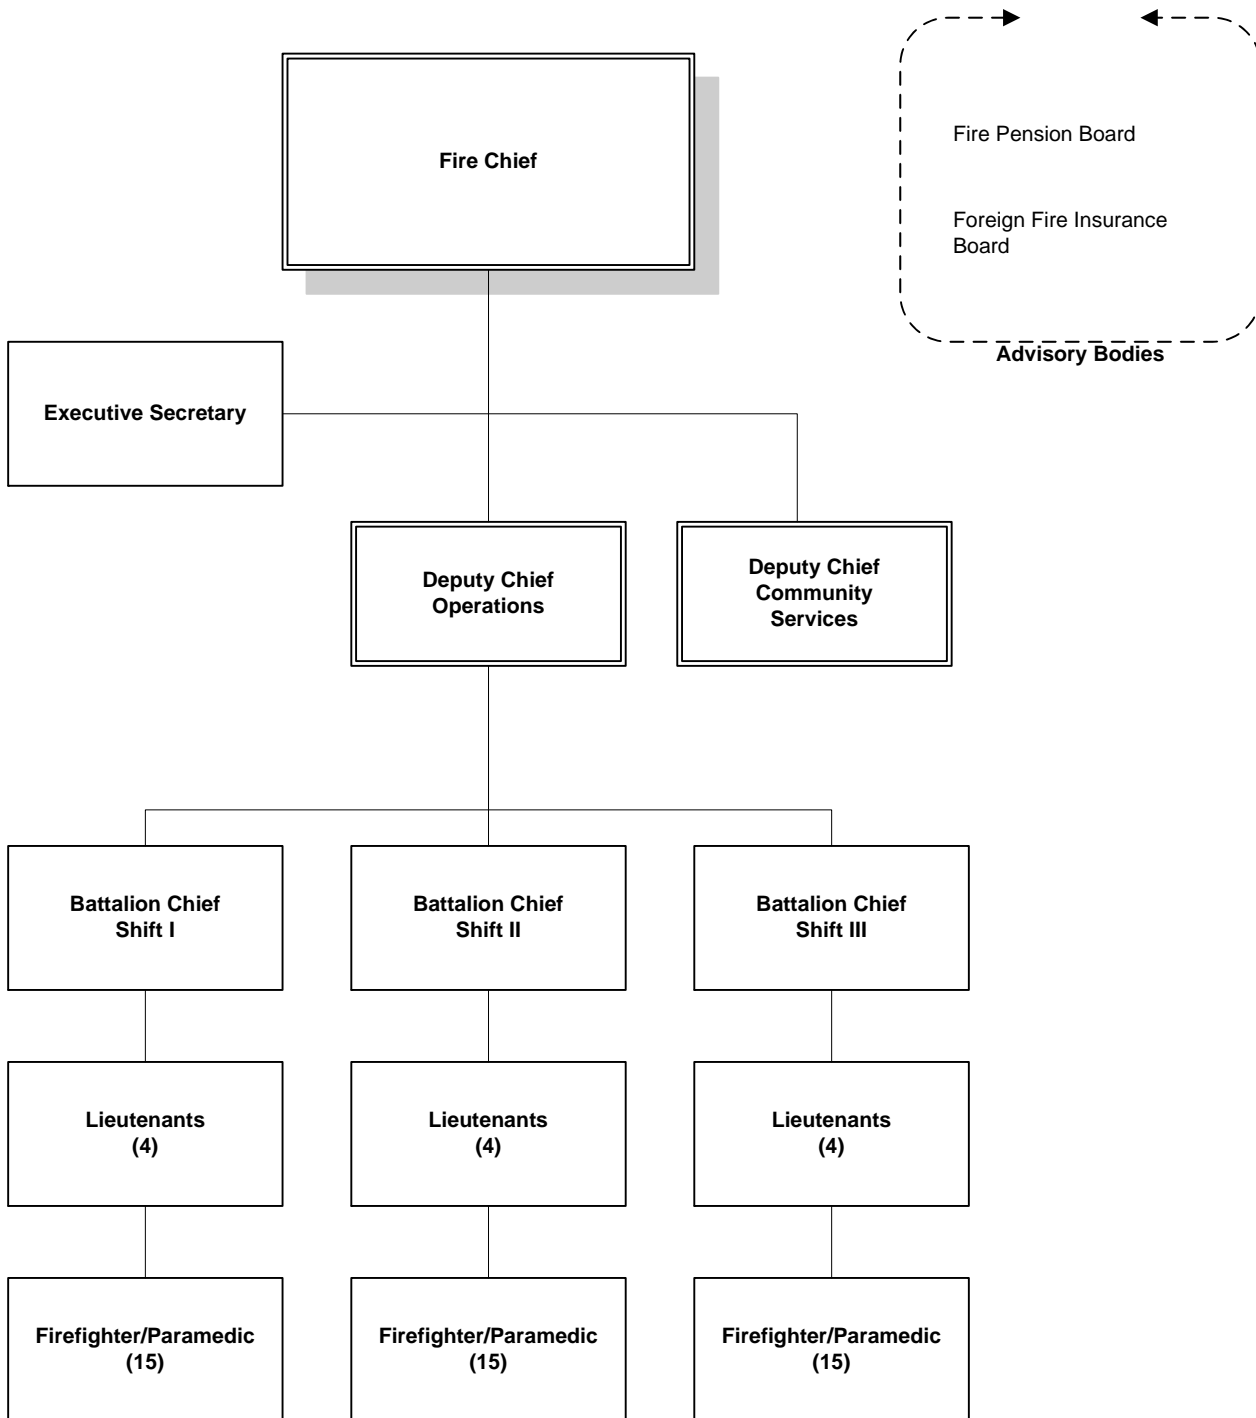 Fire Chief
Fire Pension Board
Foreign Fire Insurance
Board
Advisory Bodies
Executive Secretary
Deputy Chief
Operations
Deputy Chief
Community
Services
Battalion Chief
Shift I
Battalion Chief
Shift II
Battalion Chief
Shift III
Lieutenants
(4)
Lieutenants
(4)
Lieutenants
(4)
Firefighter/Paramedic
(15)
Firefighter/Paramedic
(15)
Firefighter/Paramedic
(15)